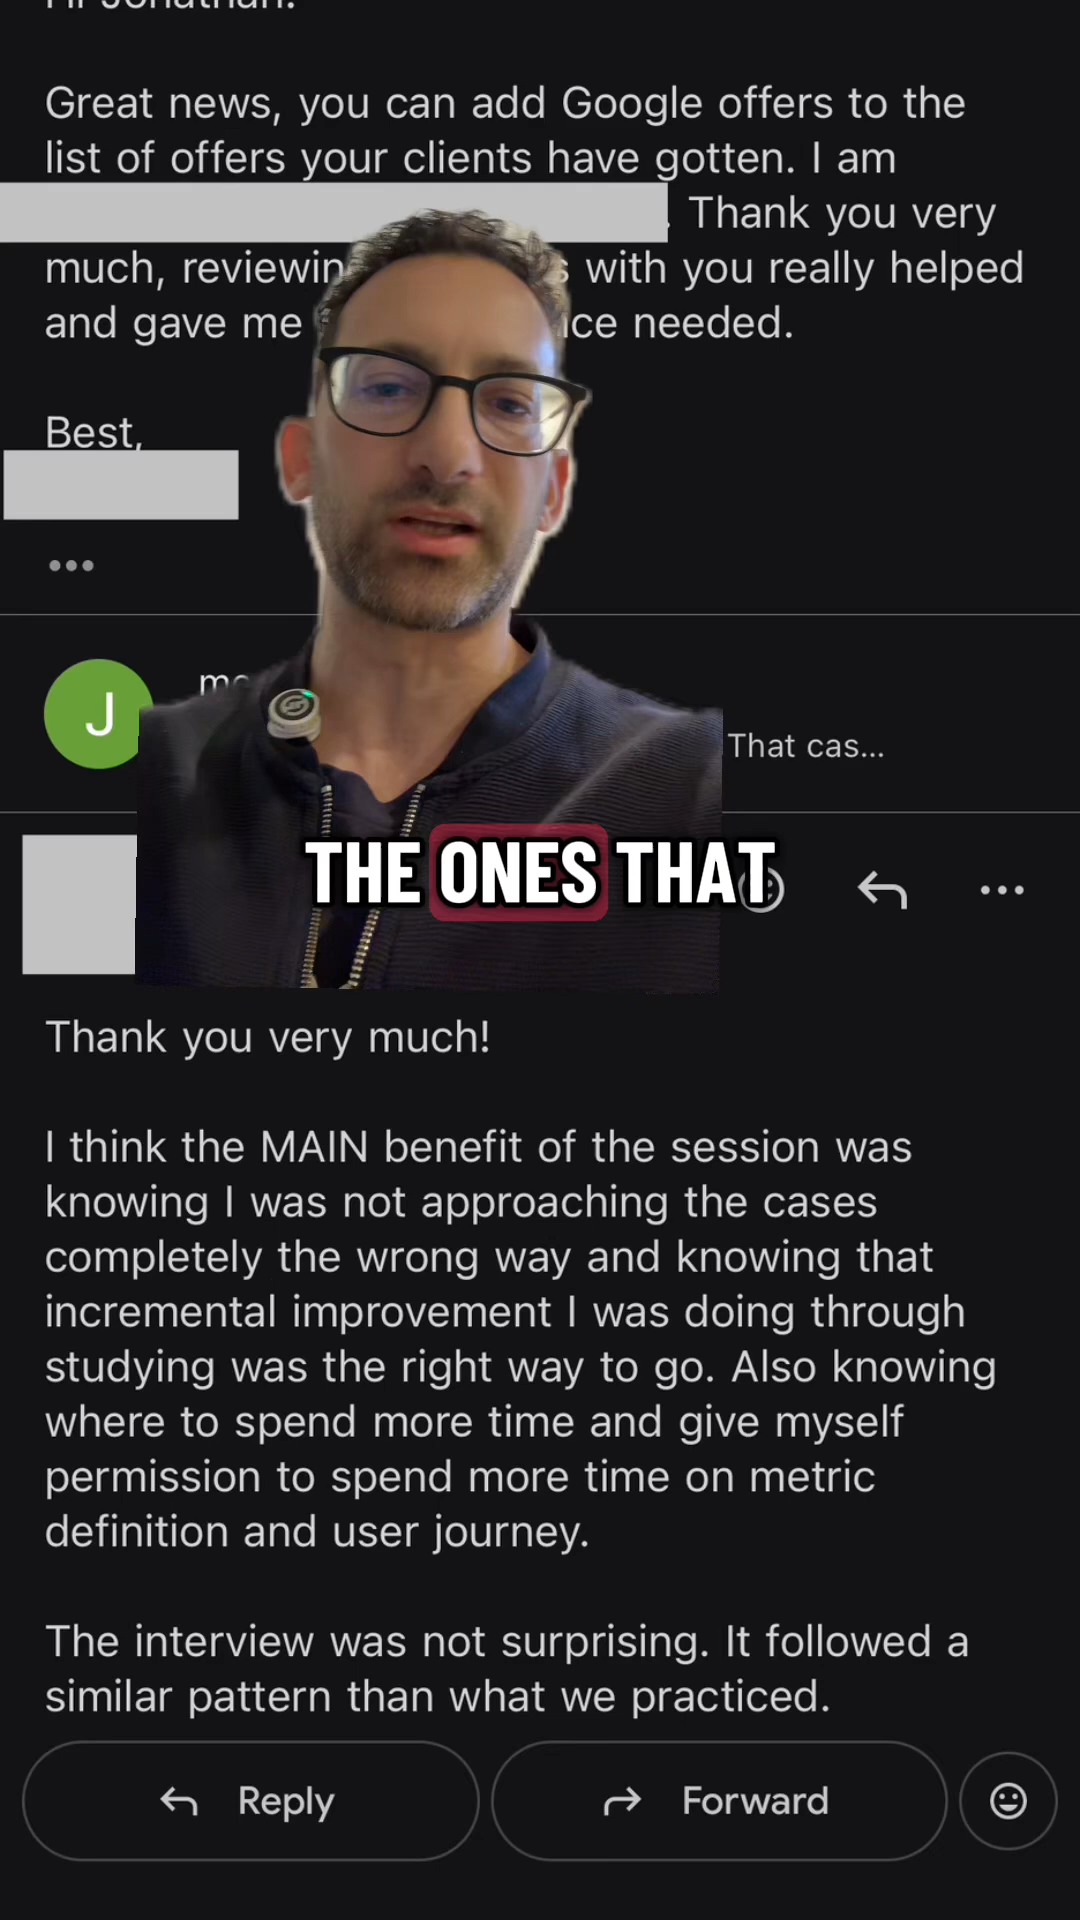 Great news, you can add Google offers to the
list of offers your clients have gotten. I am
. Thank you very
much, with you really helped
and gave me needed.
Best,
•••
J
That cas...
THE ONES THAT
Thank you very much!
I think the MAIN benefit of the session was
knowing I was not approaching the cases
completely the wrong way and knowing that
incremental improvement I was doing through
studying was the right way to go. Also knowing
where to spend more time and give myself
permission to spend more time on metric
definition and user journey.
The interview was not surprising. It followed a
similar pattern than what we practiced.
Reply
Forward